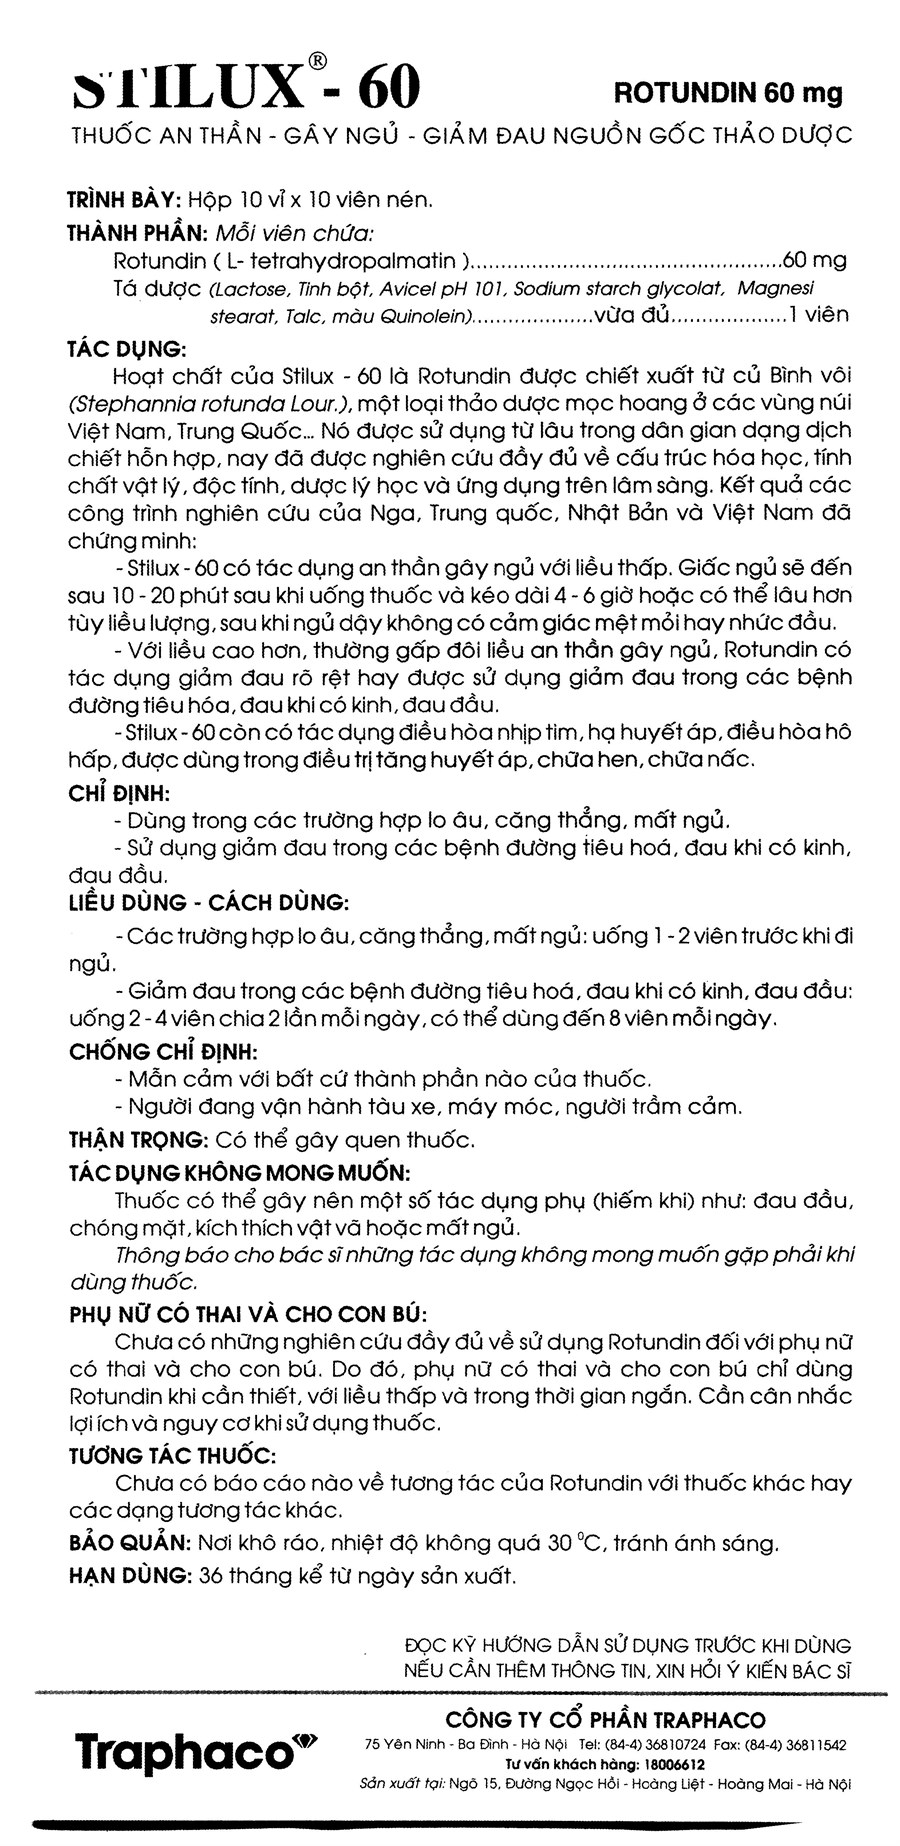 STILUX® - 60
ROTUNDIN 60 mg
THUỐC AN THẦN - GÂY NGỦ - GIẢM ĐAU NGUỒN GỐC THẢO DƯỢC
TRÌNH BÀY: Hộp 10 vỉ x 10 viên nén.
THÀNH PHẦN: Mỗi viên chứa:
Rotundin ( L- tetrahydropalmatin )....................................................60 mg
Tá dược (Lactose, Tinh bột, Avicel pH 101, Sodium starch glycolat, Magnesi
stearat, Talc, màu Quinolein)....................vừa đủ...................1 viên
TÁC DỤNG:
Hoạt chất của Stilux - 60 là Rotundin được chiết xuất từ củ Bình vôi
(Stephannia rotunda Lour.), một loại thảo dược mọc hoang ở các vùng núi
Việt Nam, Trung Quốc... Nó được sử dụng từ lâu trong dân gian dạng dịch
chiết hỗn hợp, nay đã được nghiên cứu đầy đủ về cấu trúc hóa học, tính
chất vật lý, độc tính, dược lý học và ứng dụng trên lâm sàng. Kết quả các
công trình nghiên cứu của Nga, Trung quốc, Nhật Bản và Việt Nam đã
chứng minh:
- Stilux - 60 có tác dụng an thần gây ngủ với liều thấp. Giấc ngủ sẽ đến
sau 10 - 20 phút sau khi uống thuốc và kéo dài 4 - 6 giờ hoặc có thể lâu hơn
tùy liều lượng, sau khi ngủ dậy không có cảm giác mệt mỏi hay nhức đầu.
- Với liều cao hơn, thường gấp đôi liều an thần gây ngủ, Rotundin có
tác dụng giảm đau rõ rệt hay được sử dụng giảm đau trong các bệnh
đường tiêu hóa, đau khi có kinh, đau đầu.
- Stilux - 60 còn có tác dụng điều hòa nhịp tim, hạ huyết áp, điều hòa hô
hấp, được dùng trong điều trị tăng huyết áp, chữa hen, chữa nấc.
CHỈ ĐỊNH:
- Dùng trong các trường hợp lo âu, căng thẳng, mất ngủ.
- Sử dụng giảm đau trong các bệnh đường tiêu hoá, đau khi có kinh,
đau đầu.
LIỀU DÙNG - CÁCH DÙNG:
- Các trường hợp lo âu, căng thẳng, mất ngủ: uống 1 - 2 viên trước khi đi
ngủ.
- Giảm đau trong các bệnh đường tiêu hoá, đau khi có kinh, đau đầu:
uống 2 - 4 viên chia 2 lần mỗi ngày, có thể dùng đến 8 viên mỗi ngày.
CHỐNG CHỈ ĐỊNH:
- Mẫn cảm với bất cứ thành phần nào của thuốc.
- Người đang vận hành tàu xe, máy móc, người trầm cảm.
THẬN TRỌNG: Có thể gây quen thuốc.
TÁC DỤNG KHÔNG MONG MUỐN:
Thuốc có thể gây nên một số tác dụng phụ (hiếm khi) như: đau đầu,
chóng mặt, kích thích vật vã hoặc mất ngủ.
Thông báo cho bác sĩ những tác dụng không mong muốn gặp phải khi
dùng thuốc.
PHỤ NỮ CÓ THAI VÀ CHO CON BÚ:
Chưa có những nghiên cứu đầy đủ về sử dụng Rotundin đối với phụ nữ
có thai và cho con bú. Do đó, phụ nữ có thai và cho con bú chỉ dùng
Rotundin khi cần thiết, với liều thấp và trong thời gian ngắn. Cần cân nhắc
lợi ích và nguy cơ khi sử dụng thuốc.
TƯƠNG TÁC THUỐC:
Chưa có báo cáo nào về tương tác của Rotundin với thuốc khác hay
các dạng tương tác khác.
BẢO QUẢN: Nơi khô ráo, nhiệt độ không quá 30 ⁰C, tránh ánh sáng.
HẠN DÙNG: 36 tháng kể từ ngày sản xuất.
ĐỌC KỸ HƯỚNG DẪN SỬ DỤNG TRƯỚC KHI DÙNG
NẾU CẦN THÊM THÔNG TIN, XIN HỎI Ý KIẾN BÁC SĨ
Traphaco
CÔNG TY CỔ PHẦN TRAPHACO
75 Yên Ninh - Ba Đình - Hà Nội Tel: (84-4) 36810724 Fax: (84-4) 36811542
Tư vấn khách hàng: 18006612
Sản xuất tại: Ngõ 15, Đường Ngọc Hồi - Hoàng Liệt - Hoàng Mai - Hà Nội